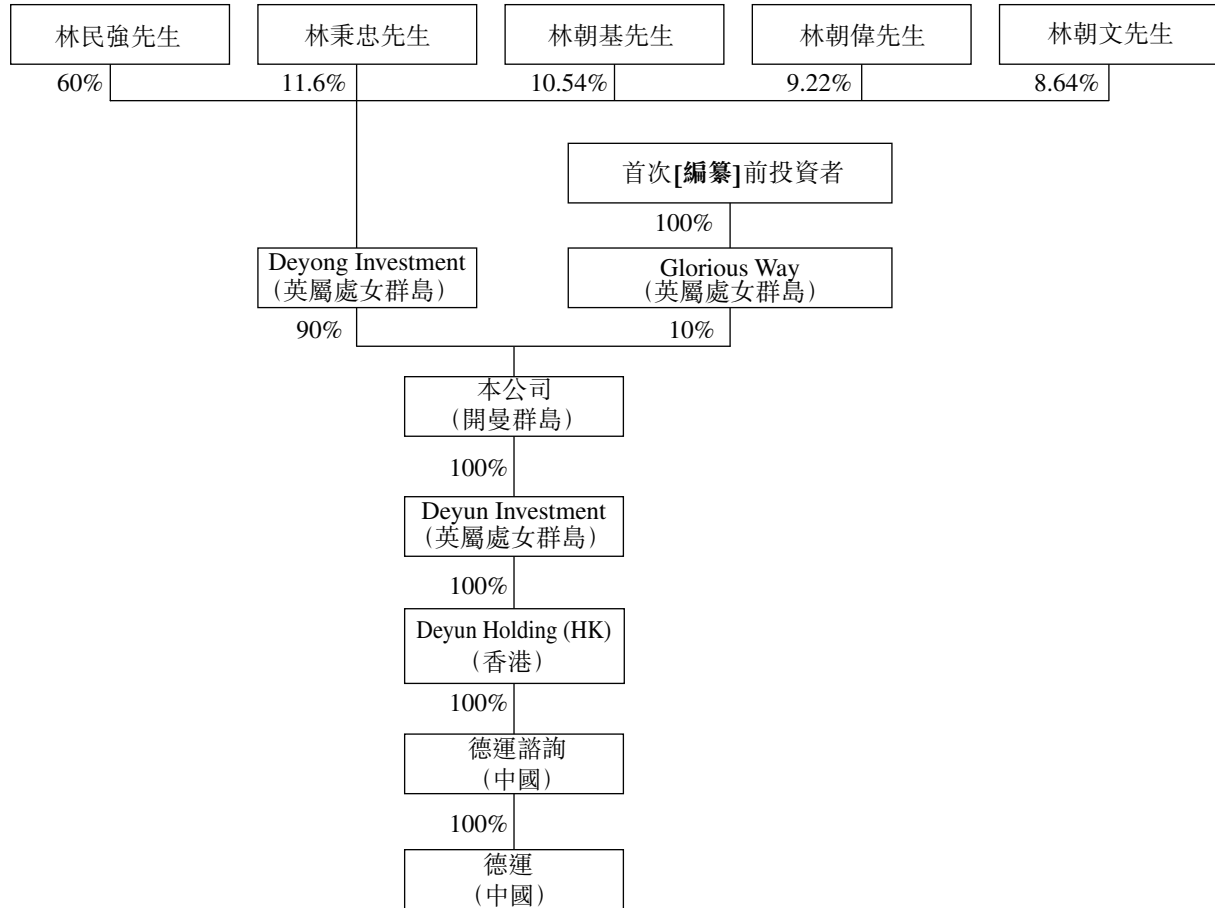 林民強先生
林秉忠先生
林朝基先生
林朝偉先生
林朝文先生
60%
11.6%
10.54%
9.22%
8.64%
首次[編纂]前投資者
100%
Deyong Investment
（英屬處女群島）
Glorious Way
（英屬處女群島）
90%
10%
本公司
（開曼群島）
100%
Deyun Investment
（英屬處女群島）
100%
Deyun Holding (HK)
（香港）
100%
德運諮詢
（中國）
100%
德運
（中國）